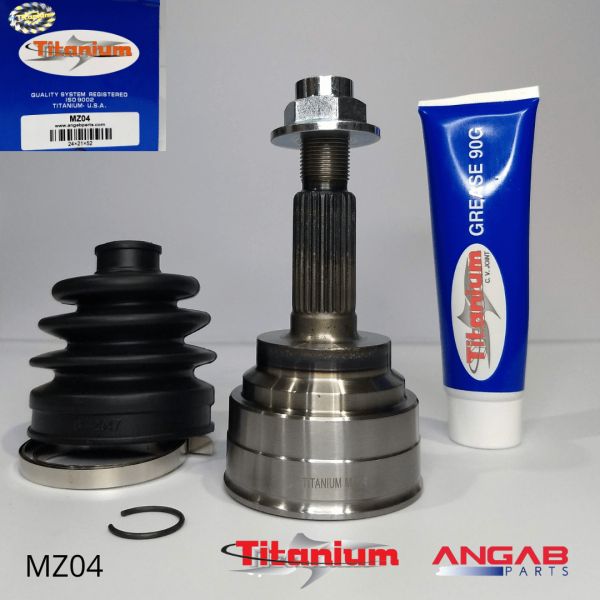 Titanium
Titanium
QUALITY SYSTEM REGISTERED
ISO 9002
TITANIUM- U.S.A.
MZ04
www.angabparts.com
24×21×52
GREASE 90G
Titanium
C.V. JOINT
TITANIUM
MZ04
Titanium
ANGAB
PARTS